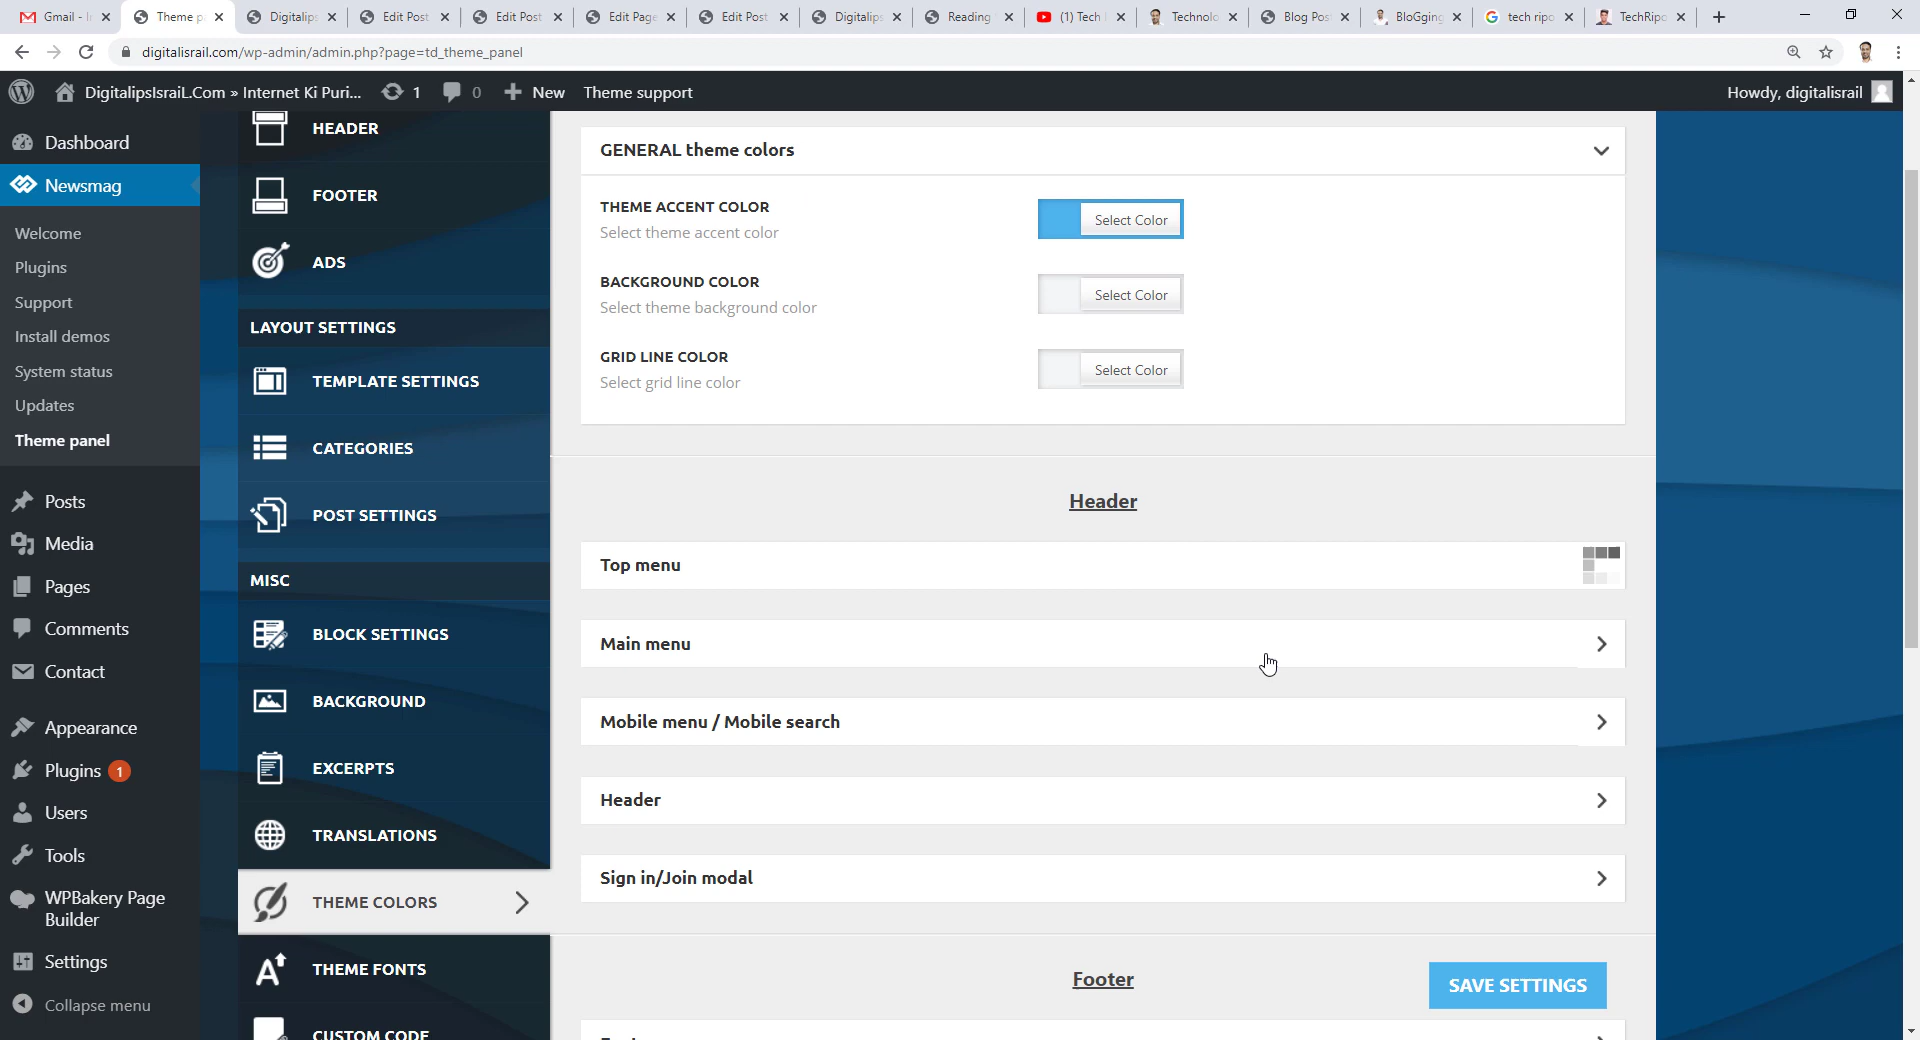 Gmail - I
Theme p
Digitalips
Edit Post
Edit Post
Edit Page
Edit Post
Digitalips
Reading
(1) Tech
Technolo
Blog Pos
BloGging
tech ripo
TechRipo
digitalisrail.com/wp-admin/admin.php?page=td_theme_panel
DigitalipsIsraiL.Com » Internet Ki Puri... 1 0 New Theme support
Howdy, digitalisrail
Dashboard
Newsmag
Welcome
Plugins
Support
Install demos
System status
Updates
Theme panel
Posts
Media
Pages
Comments
Contact
Appearance
Plugins 1
Users
Tools
WPBakery Page
Builder
Settings
Collapse menu
HEADER
FOOTER
ADS
LAYOUT SETTINGS
TEMPLATE SETTINGS
CATEGORIES
POST SETTINGS
MISC
BLOCK SETTINGS
BACKGROUND
EXCERPTS
TRANSLATIONS
THEME COLORS
THEME FONTS
CUSTOM CODE
GENERAL theme colors
THEME ACCENT COLOR
Select theme accent color
Select Color
BACKGROUND COLOR
Select theme background color
Select Color
GRID LINE COLOR
Select grid line color
Select Color
Header
Top menu
Main menu
Mobile menu / Mobile search
Header
Sign in/Join modal
Footer
SAVE SETTINGS